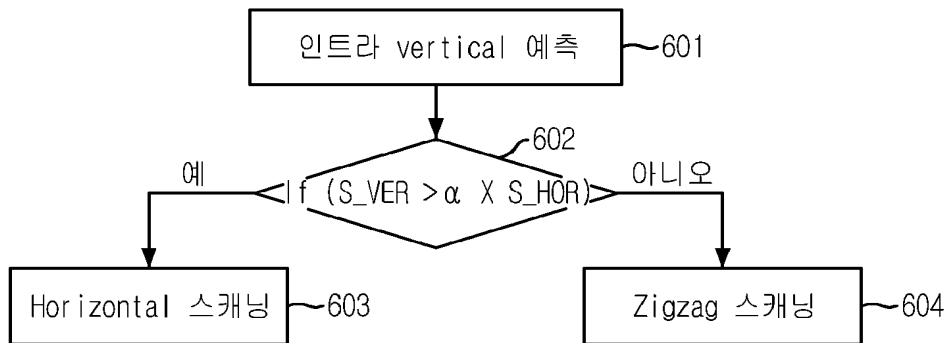 인트라 vertical 예측
601
602
예
If (S_VER >α X S_HOR)
아니오
Horizontal 스캐닝
603
Zigzag 스캐닝
604